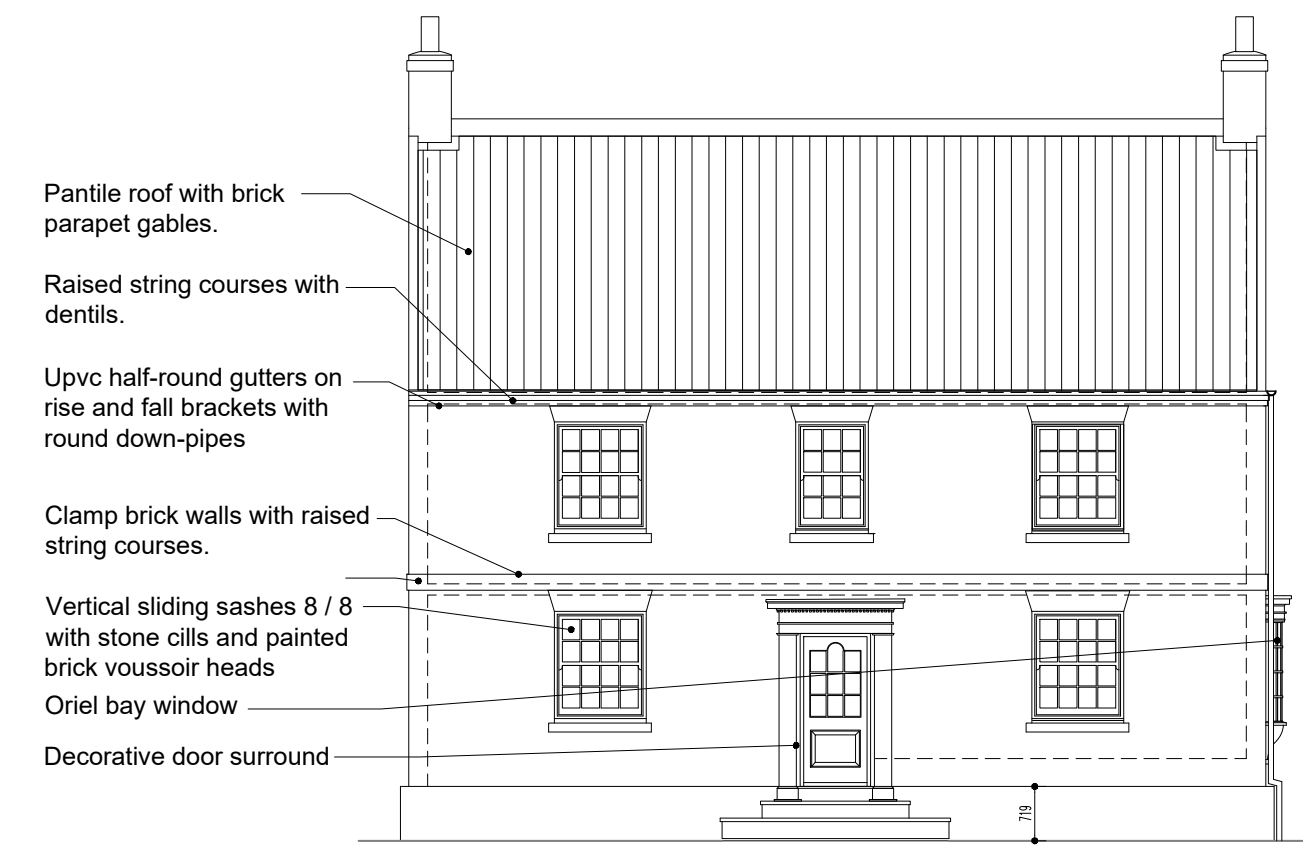 Pantile roof with brick
parapet gables.
Raised string courses with
dentils.
Upvc half-round gutters on
rise and fall brackets with
round down-pipes
Clamp brick walls with raised
string courses.
Vertical sliding sashes 8 / 8
with stone cills and painted
brick voussoir heads
Oriel bay window
Decorative door surround
719